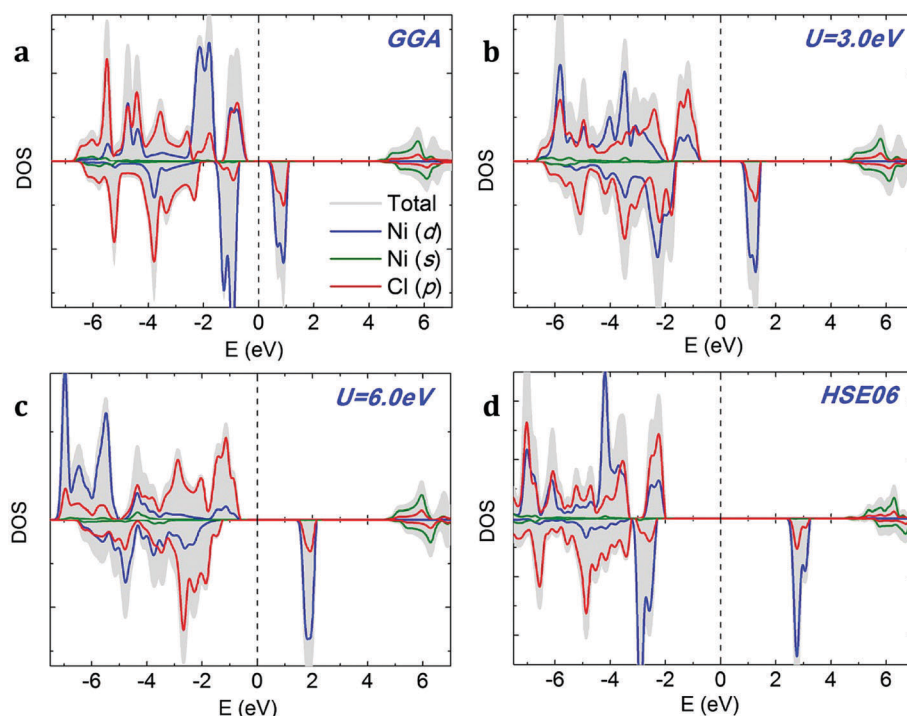 a
GGA
DOS
Total
Ni (d)
Ni (s)
Cl (p)
-6 -4 -2 0 2 4 6
E (eV)
b
U=3.0eV
DOS
-6 -4 -2 0 2 4 6
E (eV)
c
U=6.0eV
DOS
-6 -4 -2 0 2 4 6
E (eV)
d
HSE06
DOS
-6 -4 -2 0 2 4 6
E (eV)